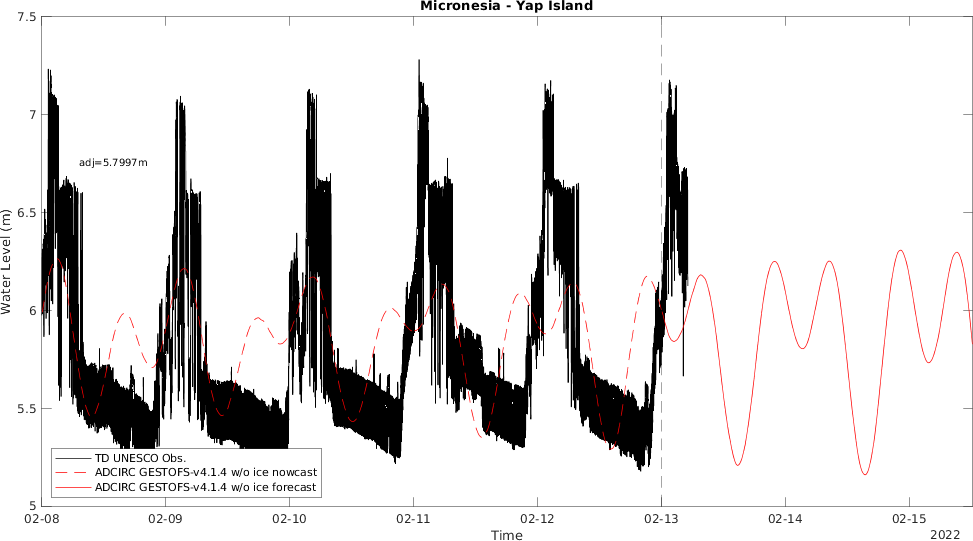 Micronesia - Yap Island
7.5
7
6.5
6
5.5
5
Water Level (m)
adj=5.7997m
TD UNESCO Obs.
ADCIRC GESTOFS-v4.1.4 w/o ice nowcast
ADCIRC GESTOFS-v4.1.4 w/o ice forecast
02-08 02-09 02-10 02-11 02-12 02-13 02-14 02-15
Time
2022